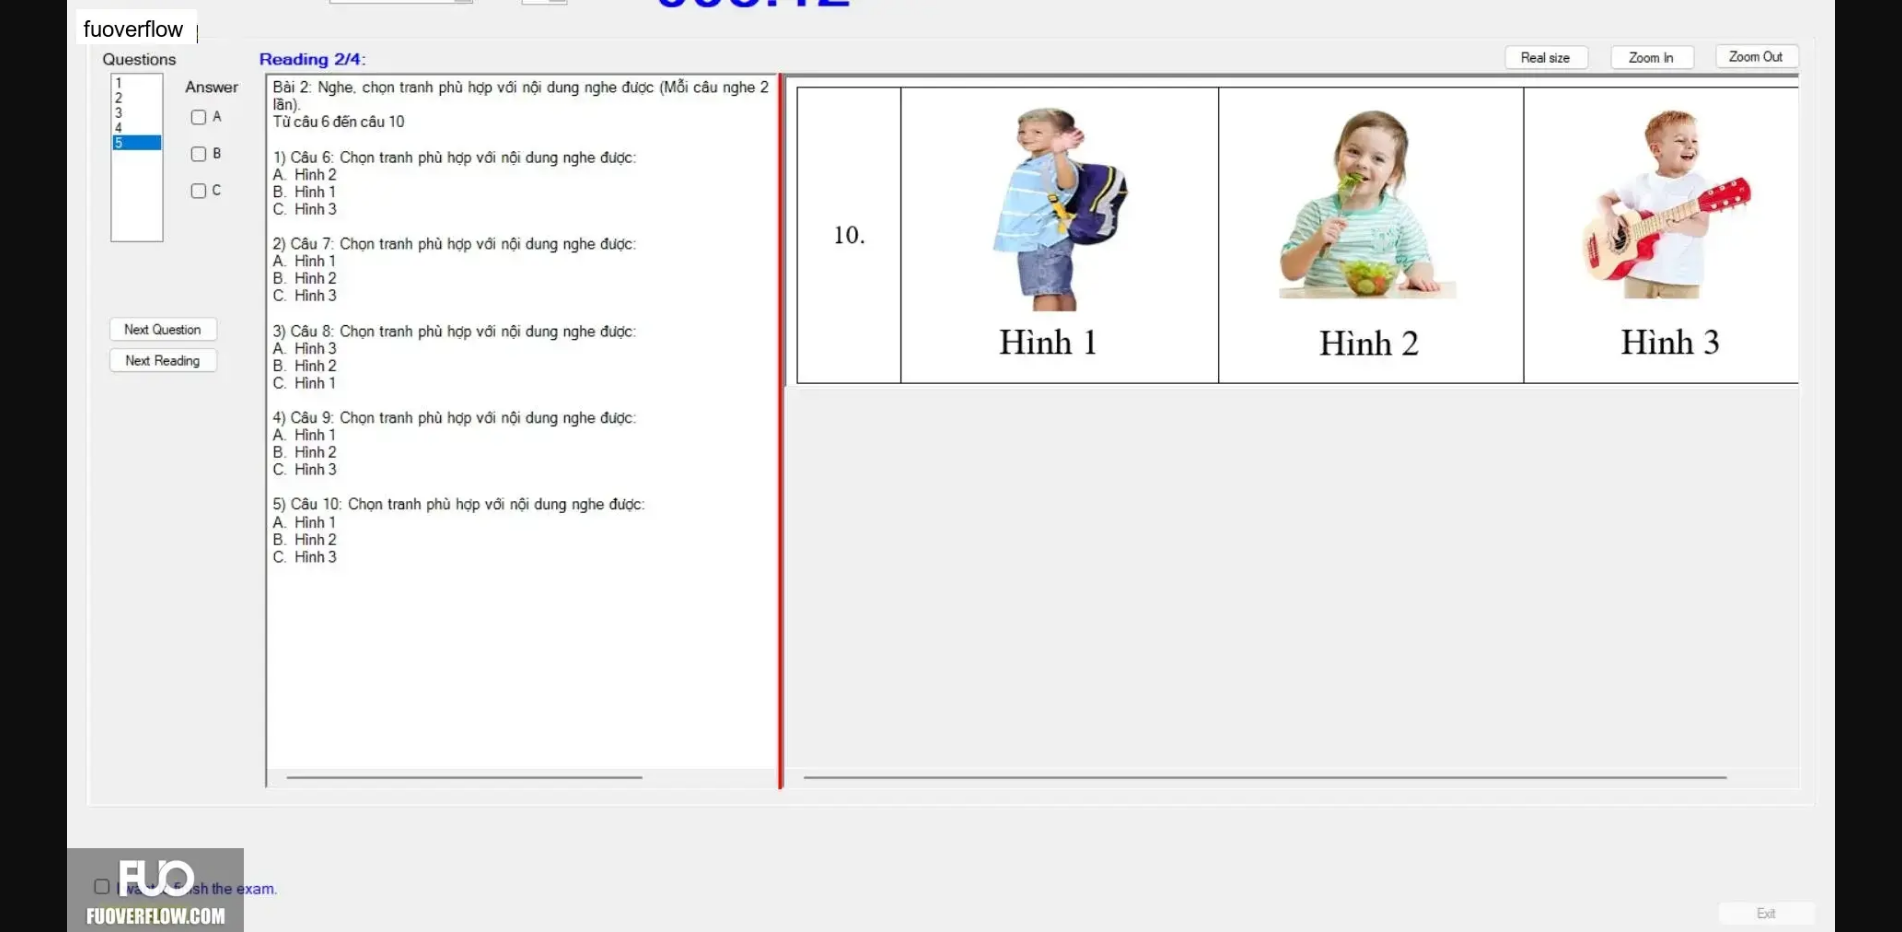 fuoverflow
Questions
Reading 2/4:
Real size
Zoom In
Zoom Out
1
2
3
4
5
Answer
A
B
C
Next Question
Next Reading
Bài 2: Nghe, chọn tranh phù hợp với nội dung nghe được (Mỗi câu nghe 2
lần).
Từ câu 6 đến câu 10
1) Câu 6: Chọn tranh phù hợp với nội dung nghe được:
A. Hình 2
B. Hình 1
C. Hình 3
2) Câu 7: Chọn tranh phù hợp với nội dung nghe được:
A. Hình 1
B. Hình 2
C. Hình 3
3) Câu 8: Chọn tranh phù hợp với nội dung nghe được:
A. Hình 3
B. Hình 2
C. Hình 1
4) Câu 9: Chọn tranh phù hợp với nội dung nghe được:
A. Hình 1
B. Hình 2
C. Hình 3
5) Câu 10: Chọn tranh phù hợp với nội dung nghe được:
A. Hình 1
B. Hình 2
C. Hình 3
10.
Hình 1
Hình 2
Hình 3
FUO
I want to finish the exam.
FUOVERFLOW.COM
Exit